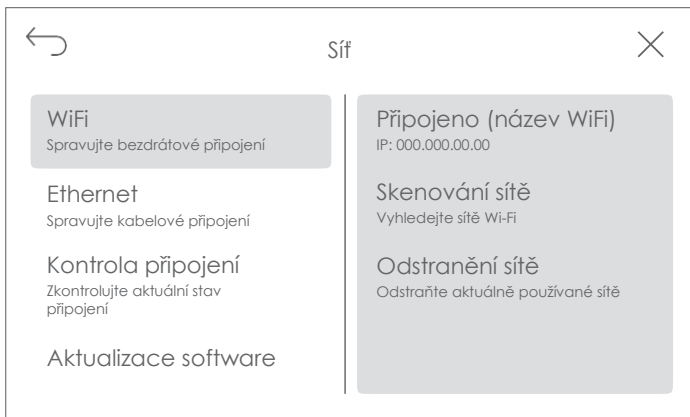 Síť
WiFi
Spravujte bezdrátové připojení
Ethernet
Spravujte kabelové připojení
Kontrola připojení
Zkontrolujte aktuální stav
připojení
Aktualizace software
Připojeno (název WiFi)
IP: 000.000.00.00
Skenování sítě
Vyhledejte sítě Wi-Fi
Odstranění sítě
Odstraňte aktuálně používané sítě